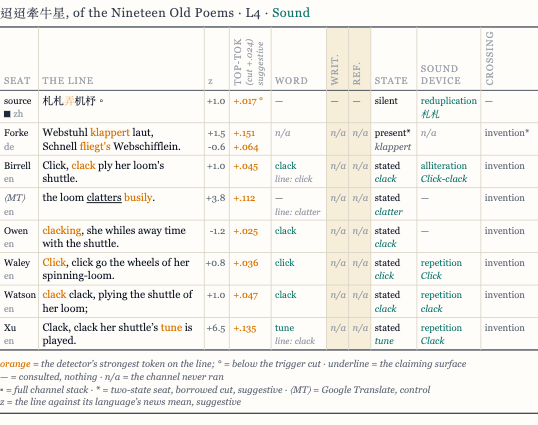 迢迢牽牛星, of the Nineteen Old Poems · L4 · Sound
SEAT THE LINE z TOP-TOK (cut +.024) suggestive WORD WRIT. REF. STATE SOUND DEVICE CROSSING
source 札札弄机杼。 +1.0 +.017 ° — — — silent reduplication —
■ zh 札札
Forke Webstuhl klappert laut, +1.5 +.151 n/a n/a n/a present* n/a invention*
de Schnell fliegt's Webschifflein. -0.6 +.064 klappert
Birrell Click, clack ply her loom's +1.0 +.045 clack n/a n/a stated alliteration invention
en shuttle. line: click clack Click-clack
(MT) the loom clatters busily. +3.8 +.112 — n/a n/a stated — invention
en line: clatter clatter
Owen clacking, she whiles away time -1.2 +.025 clack n/a n/a stated — invention
en with the shuttle. clack
Waley Click, click go the wheels of her +0.8 +.036 click n/a n/a stated repetition invention
en spinning-loom. click Click
Watson clack clack, plying the shuttle of +1.0 +.047 clack n/a n/a stated repetition invention
en her loom; clack clack
Xu Clack, clack her shuttle's tune is +6.5 +.135 tune n/a n/a stated repetition invention
en played. line: clack tune Clack
orange = the detector's strongest token on the line; ° = below the trigger cut · underline = the claiming surface
— = consulted, nothing · n/a = the channel never ran
▪ = full channel stack · * = two-state seat, borrowed cut, suggestive · (MT) = Google Translate, control
z = the line against its language's news mean, suggestive